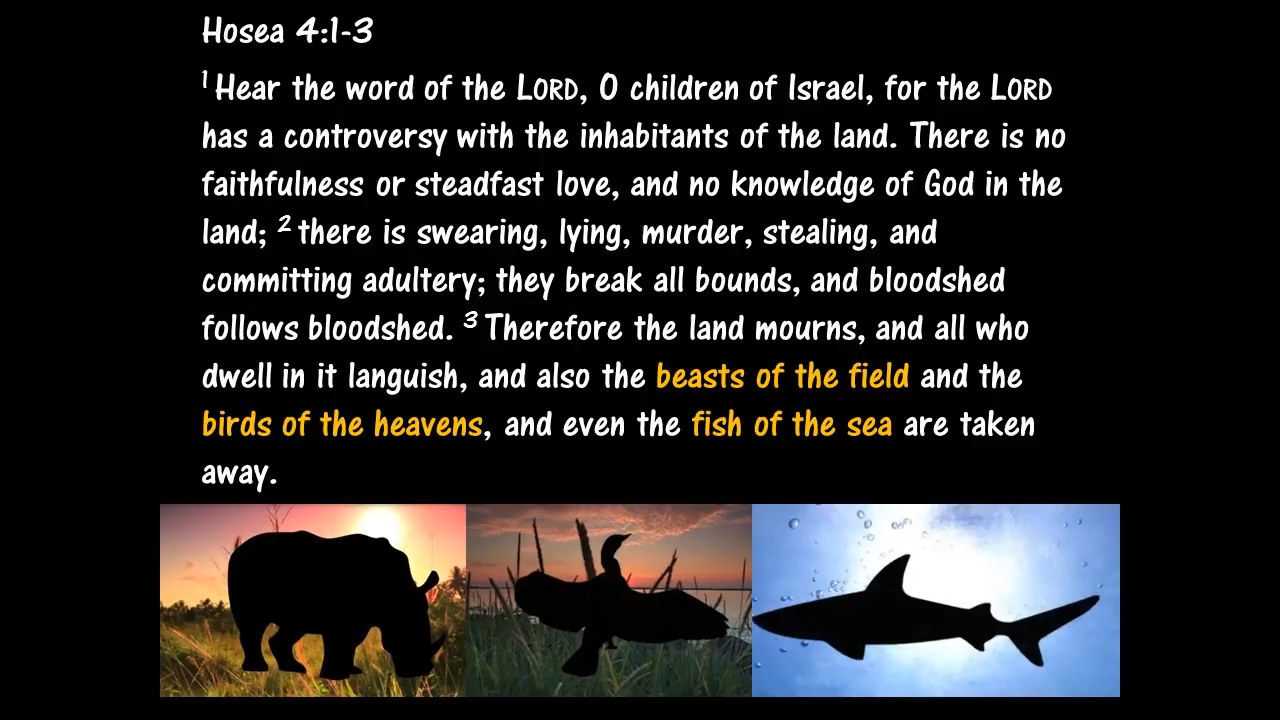 Hosea 4:1-3
1 Hear the word of the LORD, O children of Israel, for the LORD
has a controversy with the inhabitants of the land. There is no
faithfulness or steadfast love, and no knowledge of God in the
land; 2 there is swearing, lying, murder, stealing, and
committing adultery; they break all bounds, and bloodshed
follows bloodshed. 3 Therefore the land mourns, and all who
dwell in it languish, and also the beasts of the field and the
birds of the heavens, and even the fish of the sea are taken
away.